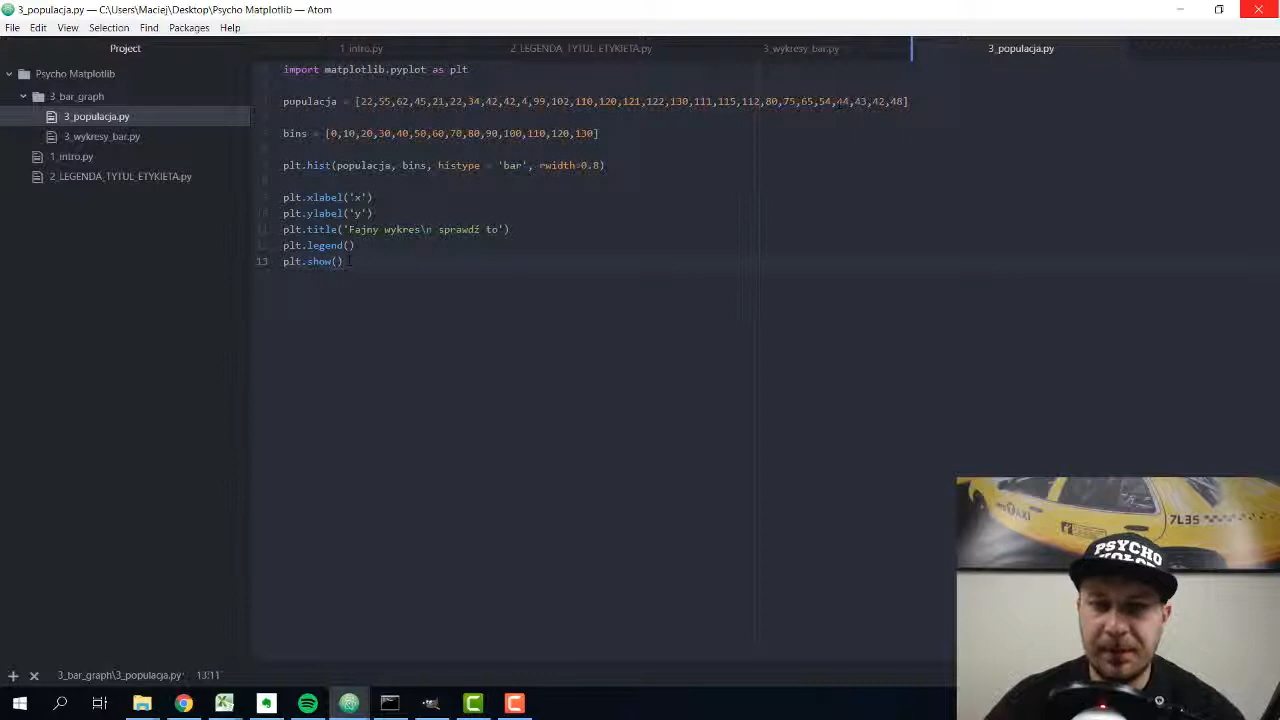 3_populacja.py — C:\Users\Maciej\Desktop\Psycho Matplotlib — Atom
File Edit View Selection Find Packages Help
Project
1_intro.py
2_LEGENDA_TYTUL_ETYKIETA.py
3_wykresy_bar.py
3_populacja.py
Psycho Matplotlib
3_bar_graph
3_populacja.py
3_wykresy_bar.py
1_intro.py
2_LEGENDA_TYTUL_ETYKIETA.py
import matplotlib.pyplot as plt
pupulacja = [22,55,62,45,21,22,34,42,42,4,99,102,110,120,121,122,130,111,115,112,80,75,65,54,44,43,42,48]
bins = [0,10,20,30,40,50,60,70,80,90,100,110,120,130]
plt.hist(populacja, bins, histype = 'bar', rwidth=0.8)
plt.xlabel('x')
plt.ylabel('y')
plt.title('Fajny wykres\n sprawdź to')
plt.legend()
13 plt.show()
3_bar_graph\3_populacja.py 13:11
TAXI
7L35
PSYCHO